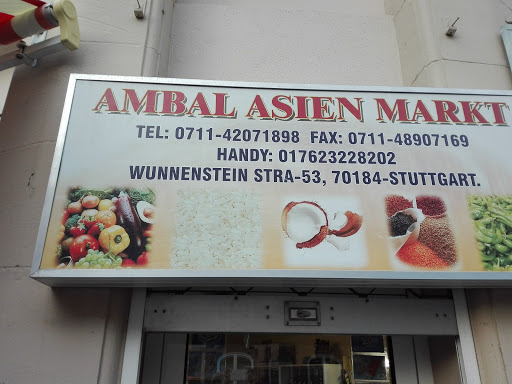 AMBAL ASIEN MARKT
TEL: 0711-42071898 FAX: 0711-48907169
HANDY: 017623228202
WUNNENSTEIN STRA-53, 70184-STUTTGART.